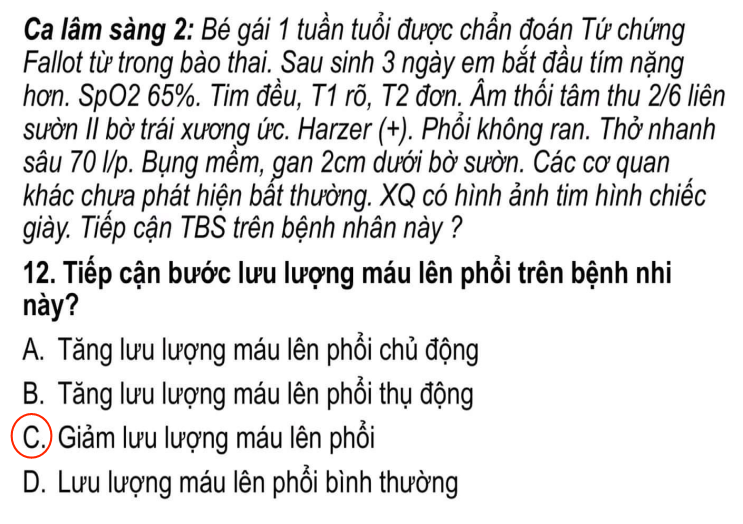 Ca lâm sàng 2: Bé gái 1 tuần tuổi được chẩn đoán Tứ chứng
Fallot từ trong bào thai. Sau sinh 3 ngày em bắt đầu tím nặng
hơn. SpO2 65%. Tim đều, T1 rõ, T2 đơn. Âm thổi tâm thu 2/6 liên
sườn II bờ trái xương ức. Harzer (+). Phổi không ran. Thở nhanh
sâu 70 l/p. Bụng mềm, gan 2cm dưới bờ sườn. Các cơ quan
khác chưa phát hiện bất thường. XQ có hình ảnh tim hình chiếc
giày. Tiếp cận TBS trên bệnh nhân này ?
12. Tiếp cận bước lưu lượng máu lên phổi trên bệnh nhi
này?
A. Tăng lưu lượng máu lên phổi chủ động
B. Tăng lưu lượng máu lên phổi thụ động
C. Giảm lưu lượng máu lên phổi
D. Lưu lượng máu lên phổi bình thường